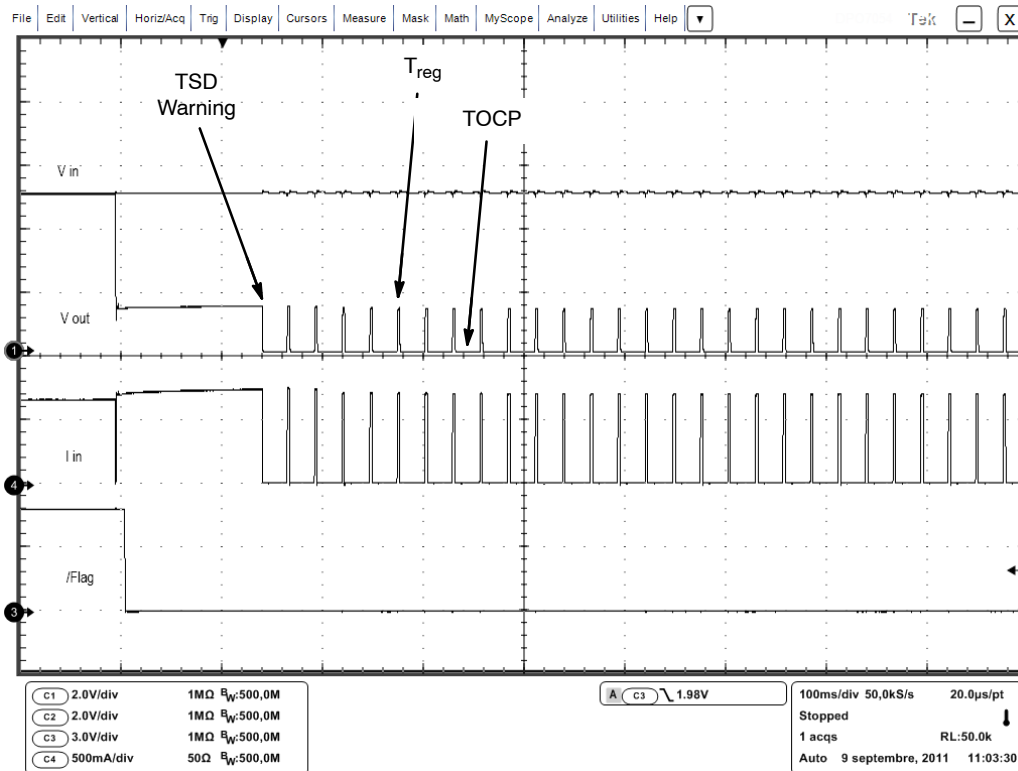 File Edit Vertical Horiz/Acq Trig Display Cursors Measure Mask Math MyScope Analyze Utilities Help ▼ Tek – X
TSD
Warning
Treg
TOCP
V in
V out
1
I in
4
/Flag
3
C1 2.0V/div 1MΩ BW:500,0M
C2 2.0V/div 1MΩ BW:500,0M
C3 3.0V/div 1MΩ BW:500,0M
C4 500mA/div 50Ω BW:500,0M
A C3 \ 1.98V
100ms/div 50,0kS/s 20.0µs/pt
Stopped
1 acqs RL:50.0k
Auto 9 septembre, 2011 11:03:30